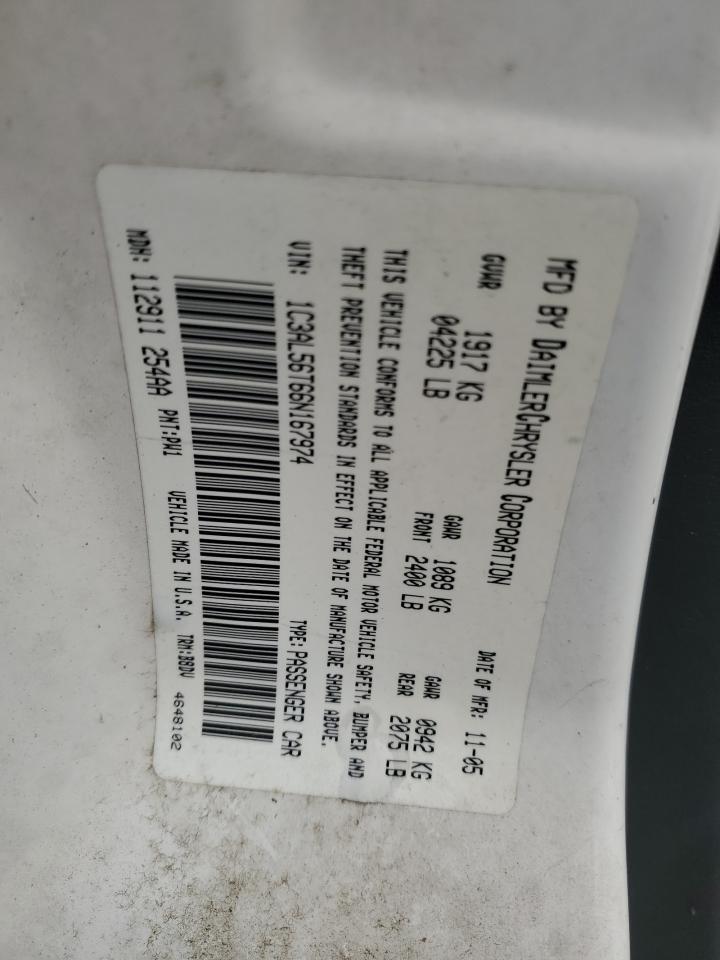 MFD BY DAIMLERCHRYSLER CORPORATION
DATE OF MFR: 11-05
GVWR 1917 KG
04225 LB
GAWR 1089 KG
FRONT 2400 LB
GAWR 0942 KG
REAR 2075 LB
THIS VEHICLE CONFORMS TO ALL APPLICABLE FEDERAL MOTOR VEHICLE SAFETY, BUMPER AND
THEFT PREVENTION STANDARDS IN EFFECT ON THE DATE OF MANUFACTURE SHOWN ABOVE.
VIN: 1C3AL56T66N167974 TYPE: PASSENGER CAR
MDH: 112911 254AA PNT:PW1 VEHICLE MADE IN U.S.A. TRM:BBDV 4648102